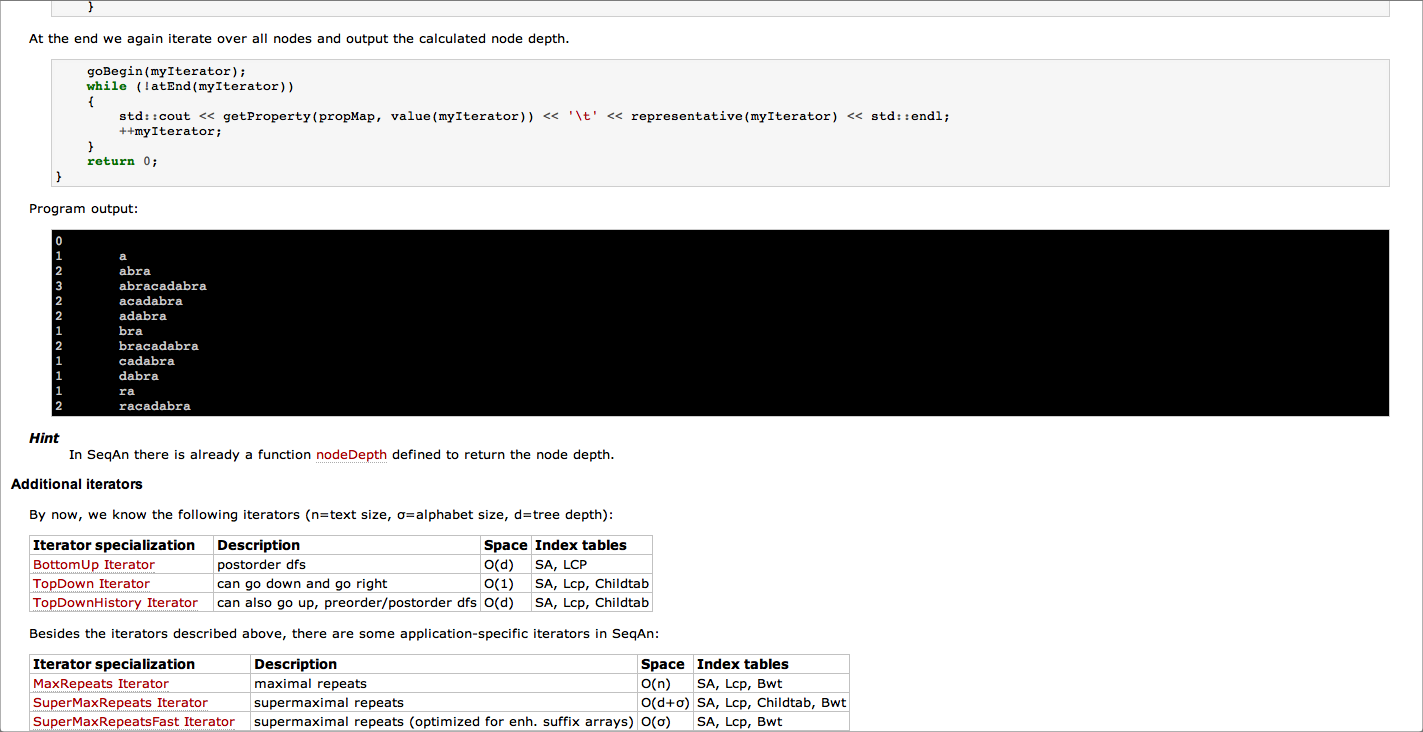 }
At the end we again iterate over all nodes and output the calculated node depth.
goBegin(myIterator);
while (!atEnd(myIterator))
{
std::cout << getProperty(propMap, value(myIterator)) << '\t' << representative(myIterator) << std::endl;
++myIterator;
}
return 0;
}
Program output:
0
1 a
2 abra
3 abracadabra
2 acadabra
2 adabra
1 bra
2 bracadabra
1 cadabra
1 dabra
1 ra
2 racadabra
Hint
In SeqAn there is already a function nodeDepth defined to return the node depth.
Additional iterators
By now, we know the following iterators (n=text size, σ=alphabet size, d=tree depth):
Iterator specialization Description Space Index tables
BottomUp Iterator postorder dfs O(d) SA, LCP
TopDown Iterator can go down and go right O(1) SA, Lcp, Childtab
TopDownHistory Iterator can also go up, preorder/postorder dfs O(d) SA, Lcp, Childtab
Besides the iterators described above, there are some application-specific iterators in SeqAn:
Iterator specialization Description Space Index tables
MaxRepeats Iterator maximal repeats O(n) SA, Lcp, Bwt
SuperMaxRepeats Iterator supermaximal repeats O(d+σ) SA, Lcp, Childtab, Bwt
SuperMaxRepeatsFast Iterator supermaximal repeats (optimized for enh. suffix arrays) O(σ) SA, Lcp, Bwt